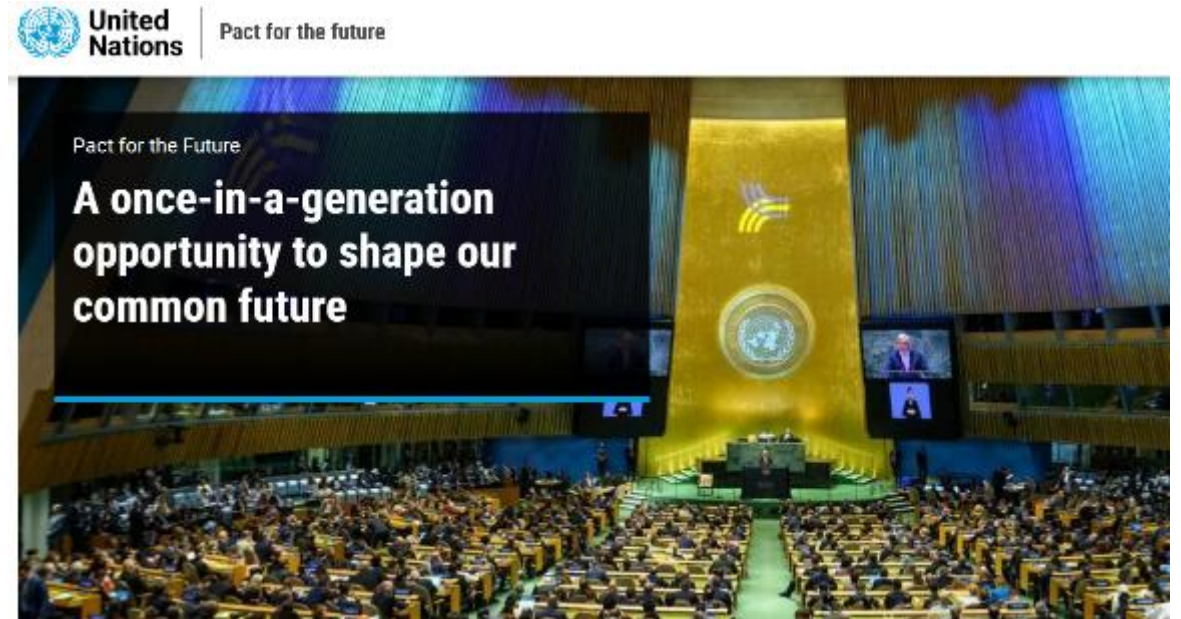 United
Nations
Pact for the future
Pact for the Future
A once-in-a-generation
opportunity to shape our
common future